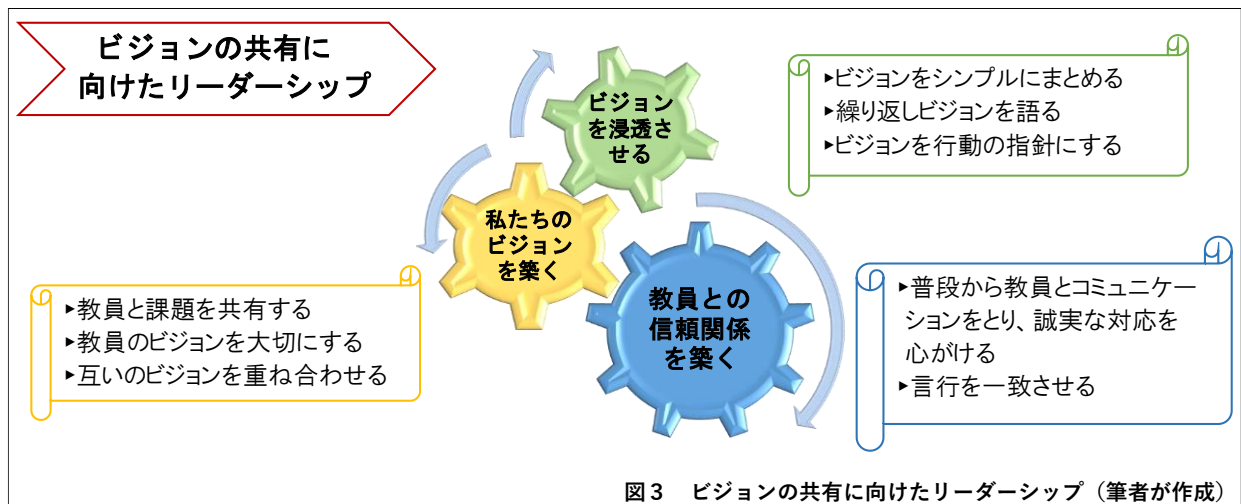 ビジョンの共有に
向けたリーダーシップ
ビジョン
を浸透さ
せる
▸ビジョンをシンプルにまとめる
▸繰り返しビジョンを語る
▸ビジョンを行動の指針にする
私たちの
ビジョン
を築く
▸教員と課題を共有する
▸教員のビジョンを大切にする
▸互いのビジョンを重ね合わせる
教員との
信頼関係
を築く
▸普段から教員とコミュニケー
ションをとり、誠実な対応を
心がける
▸言行を一致させる
図3 ビジョンの共有に向けたリーダーシップ（筆者が作成）